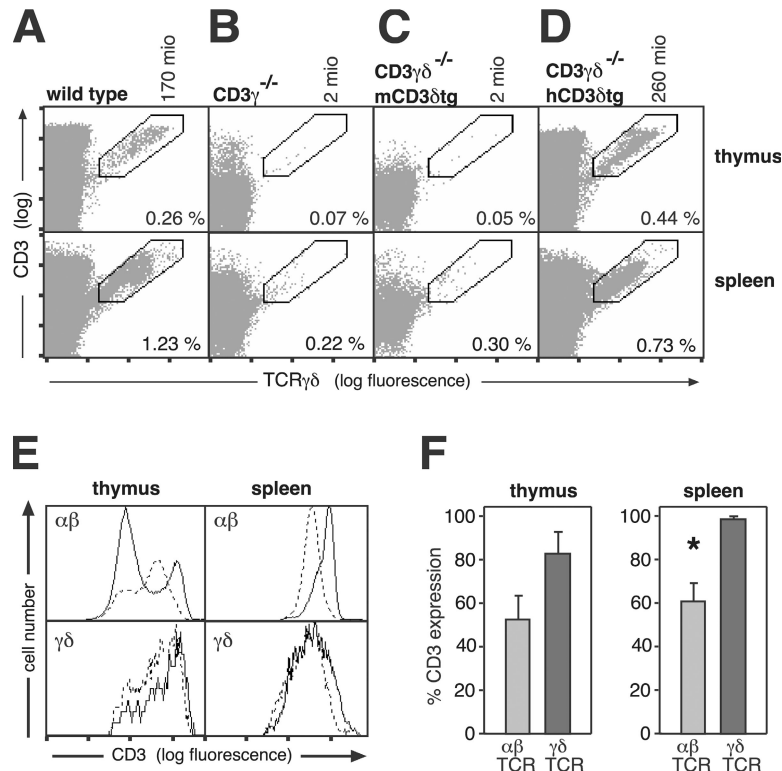 A
B
C
D
wild type
170 mio
CD3γ-/-
2 mio
CD3γδ-/-
mCD3δtg
2 mio
CD3γδ-/-
hCD3δtg
260 mio
0.26 %
0.07 %
0.05 %
0.44 %
thymus
1.23 %
0.22 %
0.30 %
0.73 %
spleen
CD3 (log)
TCRγδ (log fluorescence)
E
thymus
spleen
αβ
αβ
γδ
γδ
cell number
CD3 (log fluorescence)
F
thymus
spleen
% CD3 expression
100
80
60
40
20
0
αβ
TCR
γδ
TCR
100
80
60
40
20
0
*
αβ
TCR
γδ
TCR